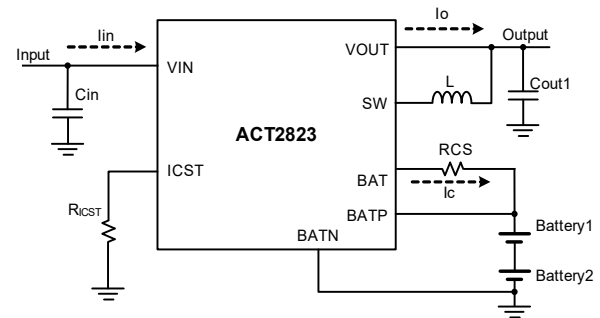 Iin
Io
Input
VIN
VOUT
Output
Cin
L
Cout1
SW
ACT2823
RCS
ICST
BAT
Ic
RICST
BATP
BATN
Battery1
Battery2